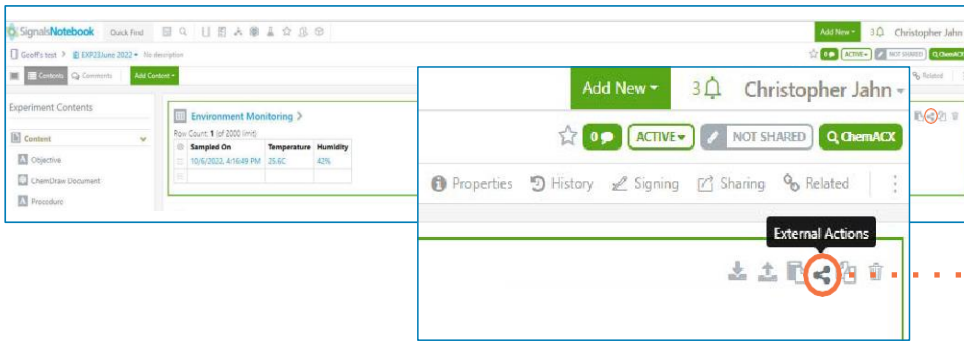 SignalsNotebook Quick Find Add New 3 Christopher Jahn
Geoff's test > EXP23June 2022 No description 0 ACTIVE NOT SHARED ChemACX
Contents Comments Add Content Related
Experiment Contents
Content
Objective
ChemDraw Document
Procedure
Environment Monitoring >
Row Count: 1 (of 2000 limit)
Sampled On Temperature Humidity
10/6/2022, 4:16:49 PM 25.6C 42%
Add New 3 Christopher Jahn
0 ACTIVE NOT SHARED ChemACX
Properties History Signing Sharing Related
External Actions